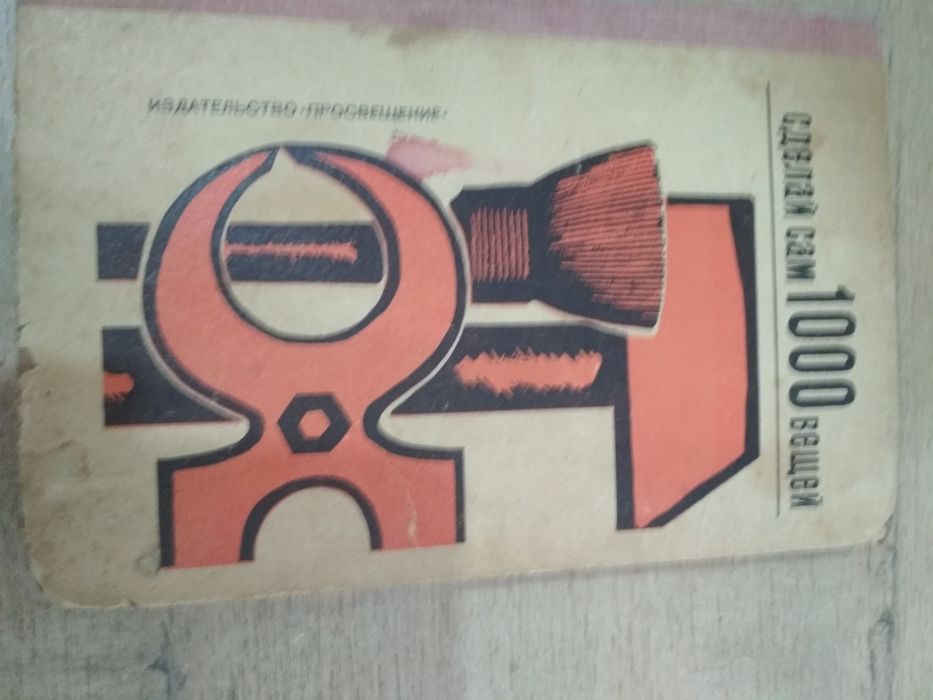 сделай сам 1000 вещей
ИЗДАТЕЛЬСТВО «ПРОСВЕЩЕНИЕ»